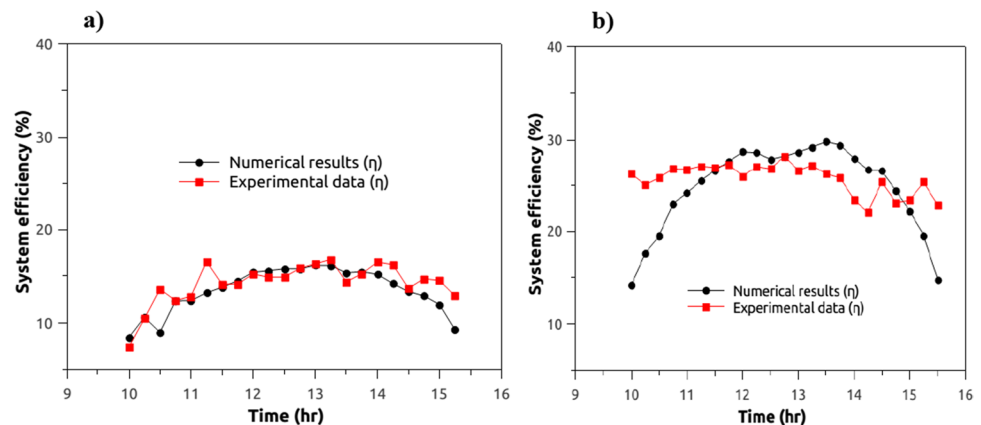 a)
40
30
20
10
System efficiency (%)
Numerical results (η)
Experimental data (η)
9 10 11 12 13 14 15 16
Time (hr)
b)
40
30
20
10
System efficiency (%)
Numerical results (η)
Experimental data (η)
9 10 11 12 13 14 15 16
Time (hr)